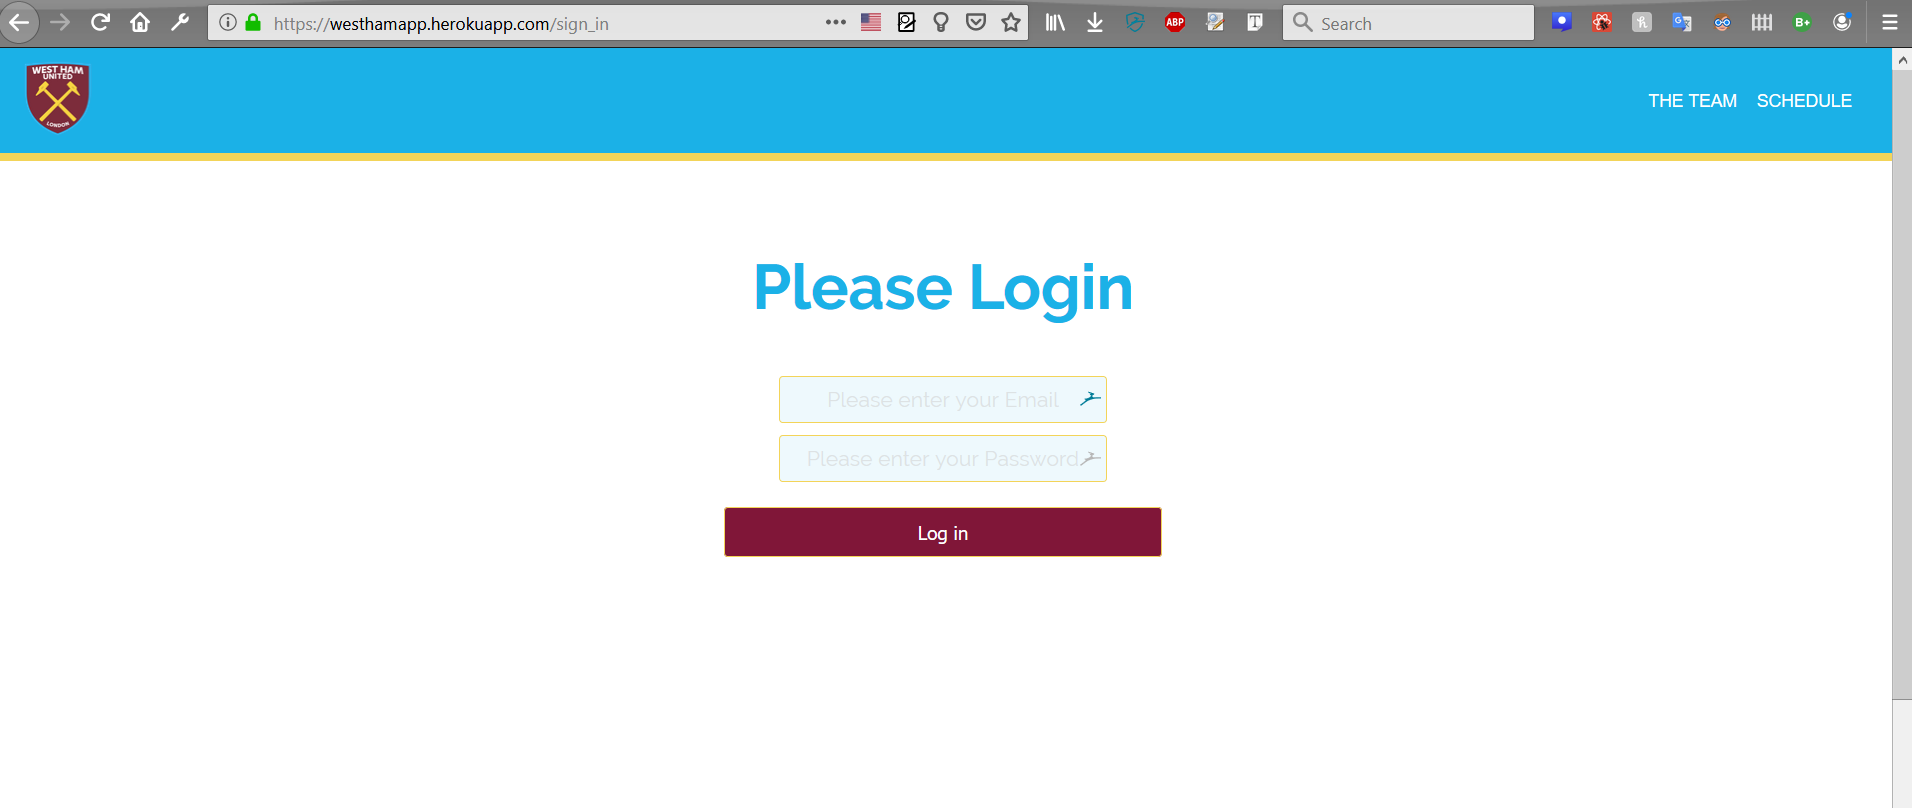 https://westhamapp.herokuapp.com/sign_in
ABP
Search
B+
WEST HAM
UNITED
LONDON
THE TEAM SCHEDULE
Please Login
Please enter your Email
Please enter your Password
Log in